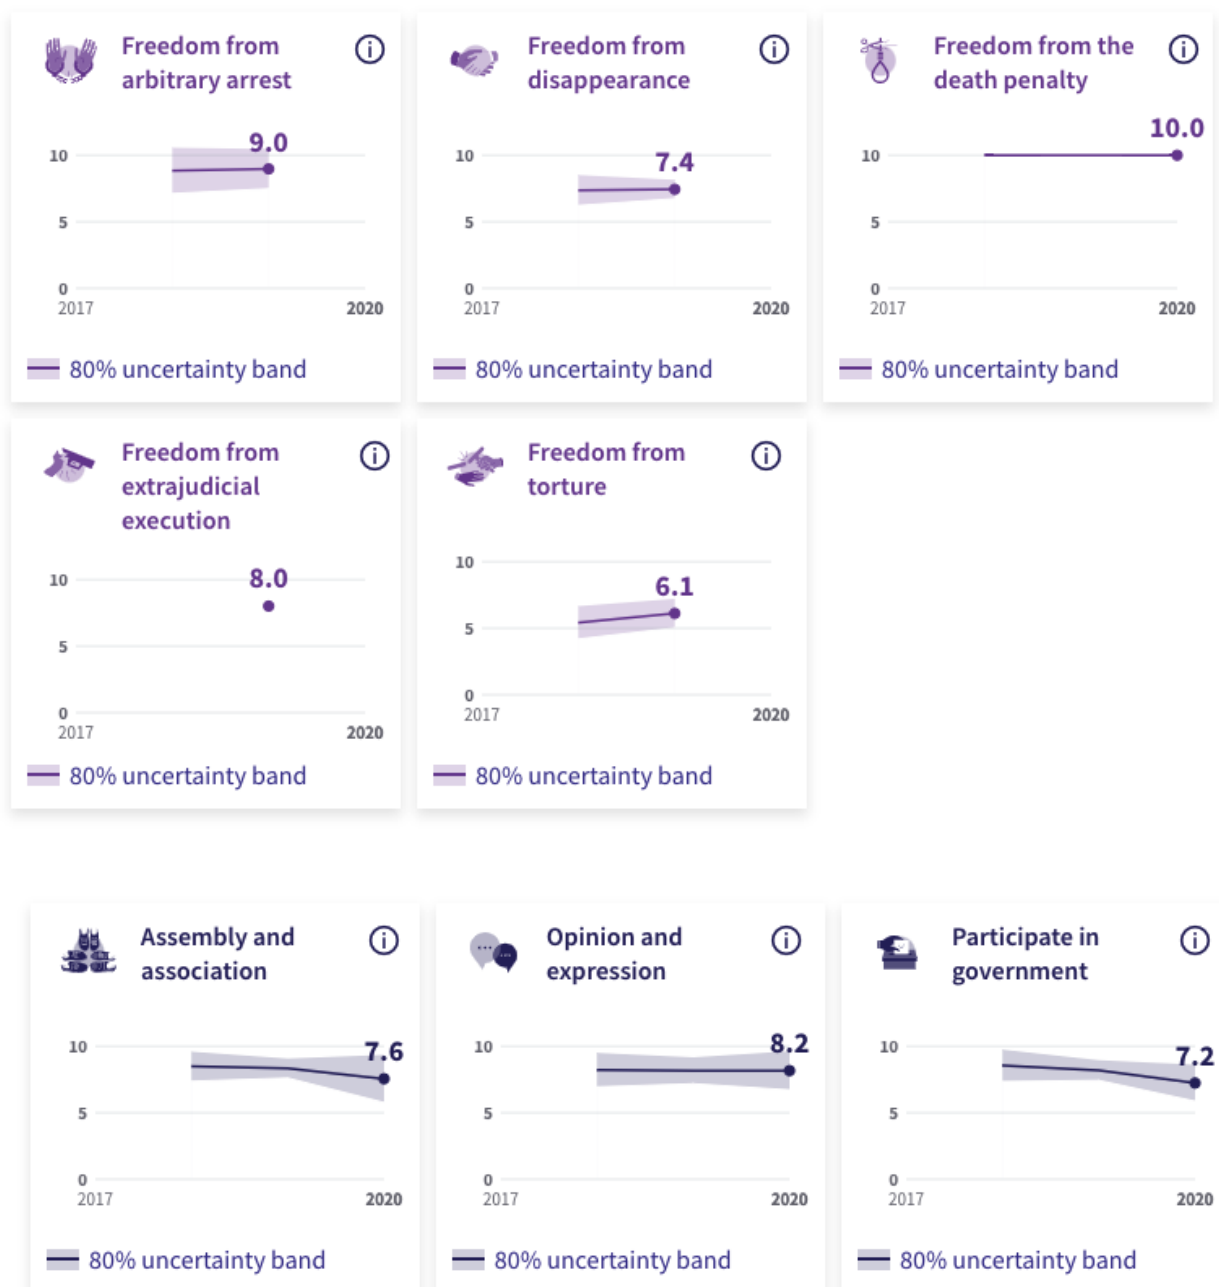 Freedom from
arbitrary arrest
9.0
10
5
0
2017
2020
80% uncertainty band
Freedom from
disappearance
7.4
10
5
0
2017
2020
80% uncertainty band
Freedom from the
death penalty
10.0
10
5
0
2017
2020
80% uncertainty band
Freedom from
extrajudicial
execution
8.0
10
5
0
2017
2020
80% uncertainty band
Freedom from
torture
10
6.1
5
0
2017
2020
80% uncertainty band
Assembly and
association
10
7.6
5
0
2017
2020
80% uncertainty band
Opinion and
expression
10
8.2
5
0
2017
2020
80% uncertainty band
Participate in
government
10
7.2
5
0
2017
2020
80% uncertainty band